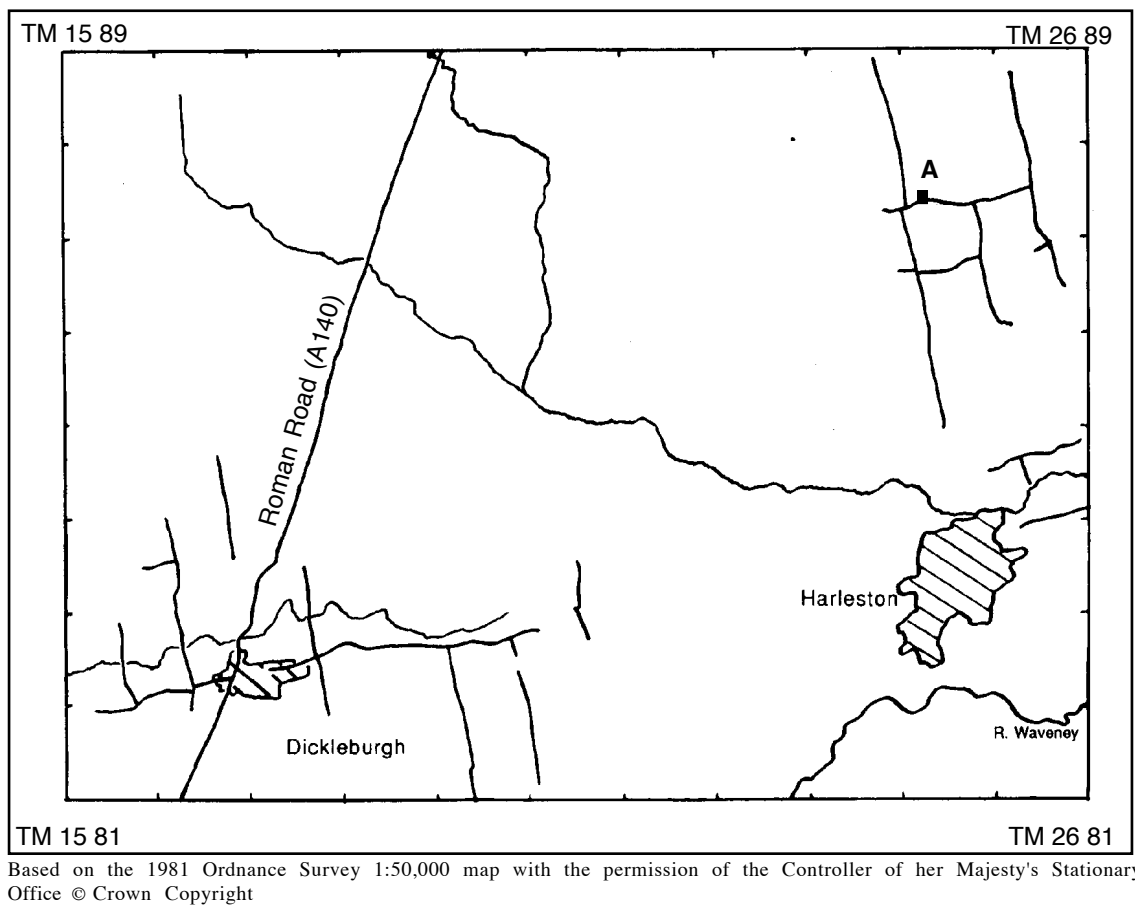 TM 15 89
TM 26 89
A
Roman Road (A140)
Harleston
R. Waveney
Dickleburgh
TM 15 81
TM 26 81
Based on the 1981 Ordnance Survey 1:50,000 map with the permission of the Controller of her Majesty's Stationary
Office © Crown Copyright